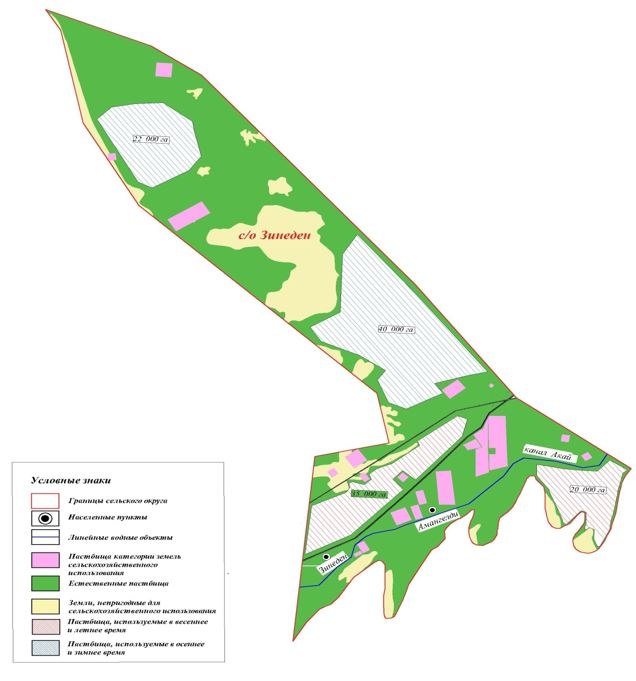 22 000 га
с/о Зинеден
40 000 га
канал Акай
20 000 га
45 000 га
Амангелди
Зинеден
Условные знаки
Границы сельского округа
Населенные пункты
Линейные водные объекты
Пастбища категории земель
сельскохозяйственного
использования
Естественные пастбища
Земли, непригодные для
сельскохозяйственного использования
Пастбища, используемые в весеннее
и летнее время
Пастбища, используемые в осеннее
и зимнее время